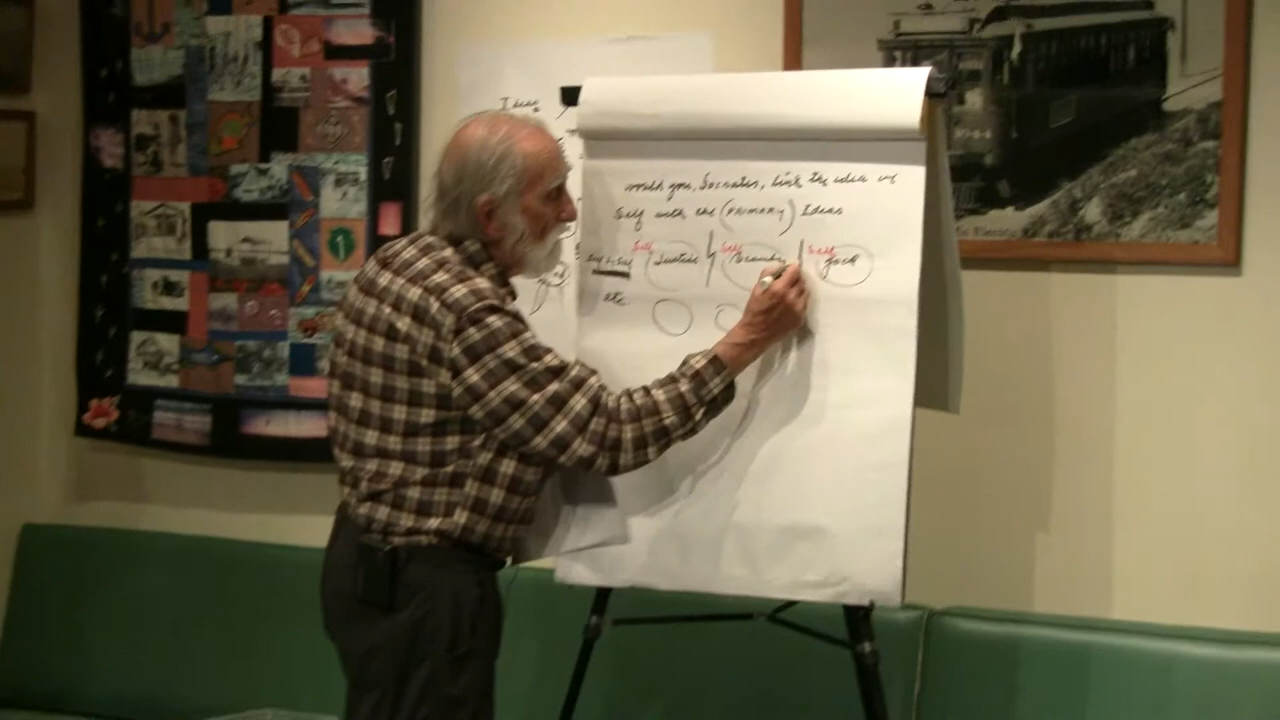 Ideas
would you, Socrates, link the idea of
Self with the (PRIMARY) Ideas
Self Self Self
Justice Beauty Good
etc.